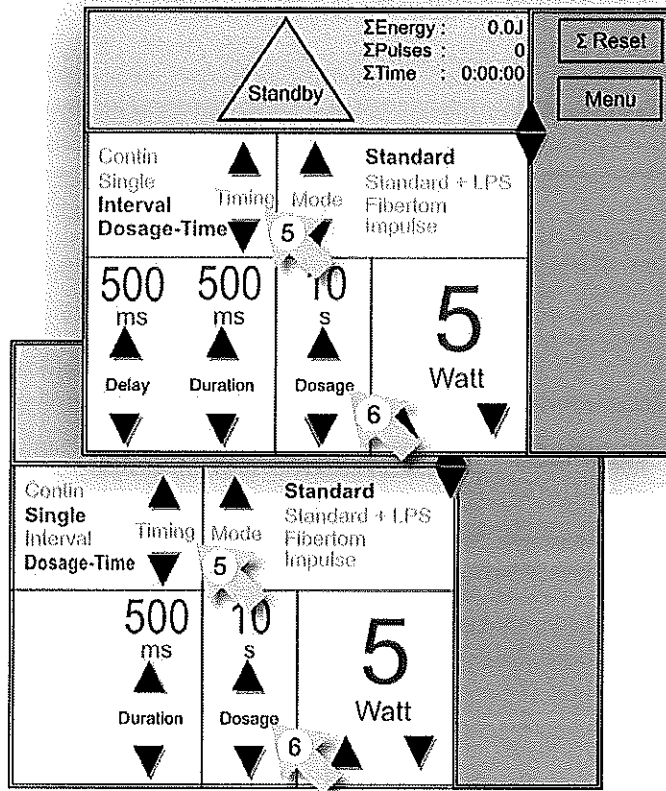 ΣEnergy : 0.0J
ΣPulses : 0
ΣTime : 0:00:00
Σ Reset
Menu
Standby
Contin
Single
Interval
Dosage-Time
Timing
Mode
Standard
Standard + LPS
Fibertom
Impulse
5
500
ms
Delay
500
ms
Duration
10
s
Dosage
5
Watt
6
Contin
Single
Interval
Dosage-Time
Timing
Mode
Standard
Standard + LPS
Fibertom
Impulse
5
500
ms
Duration
10
s
Dosage
5
Watt
6